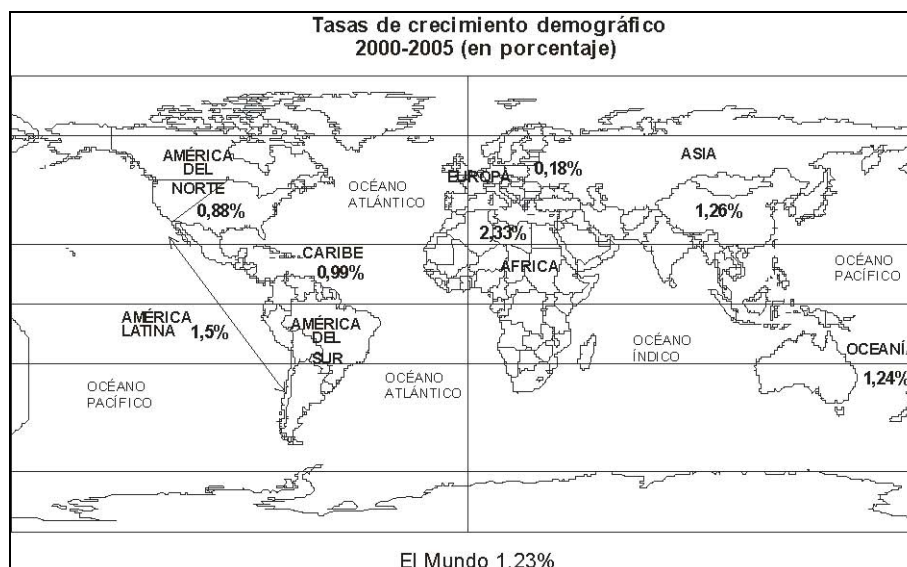 Tasas de crecimiento demográfico
2000-2005 (en porcentaje)
AMÉRICA
DEL
NORTE
0,88%
OCÉANO
ATLÁNTICO
EUROPA
0,18%
ASIA
1,26%
2,33%
ÁFRICA
CARIBE
0,99%
OCÉANO
PACÍFICO
AMÉRICA
LATINA 1,5%
AMÉRICA
DEL
SUR
OCÉANO
ÍNDICO
OCEANÍA
1,24%
OCÉANO
PACÍFICO
OCÉANO
ATLÁNTICO
El Mundo 1,23%